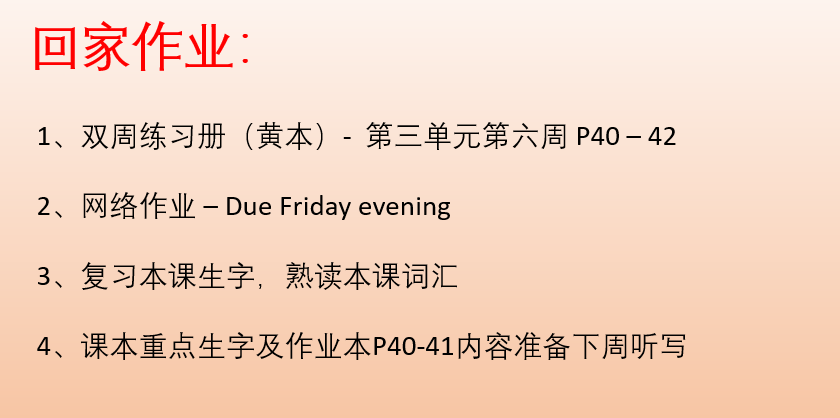 回家作业：
1、双周练习册（黄本）- 第三单元第六周 P40 – 42
2、网络作业 – Due Friday evening
3、复习本课生字，熟读本课词汇
4、课本重点生字及作业本P40-41内容准备下周听写